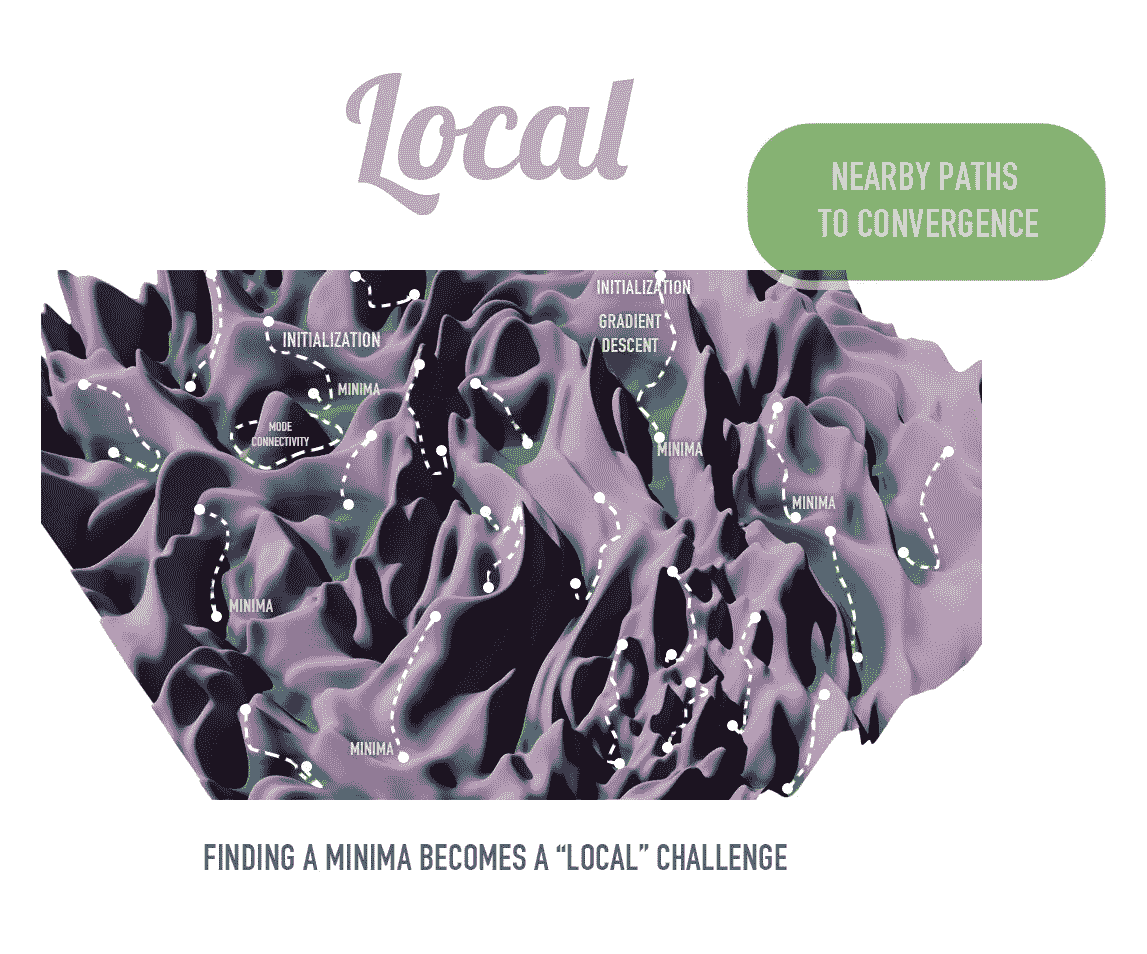 Local
NEARBY PATHS
TO CONVERGENCE
INITIALIZATION
GRADIENT
DESCENT
INITIALIZATION
MINIMA
MODE
CONNECTIVITY
MINIMA
MINIMA
MINIMA
MINIMA
FINDING A MINIMA BECOMES A “LOCAL” CHALLENGE